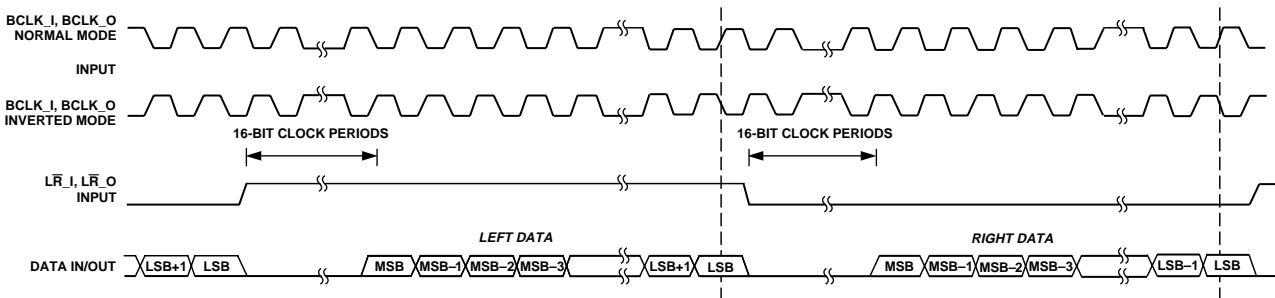 BCLK_I, BCLK_O
NORMAL MODE
INPUT
BCLK_I, BCLK_O
INVERTED MODE
16-BIT CLOCK PERIODS
16-BIT CLOCK PERIODS
LR̅_I, LR̅_O
INPUT
LEFT DATA
RIGHT DATA
DATA IN/OUT
LSB+1
LSB
MSB
MSB–1
MSB–2
MSB–3
LSB+1
LSB
MSB
MSB–1
MSB–2
MSB–3
LSB–1
LSB